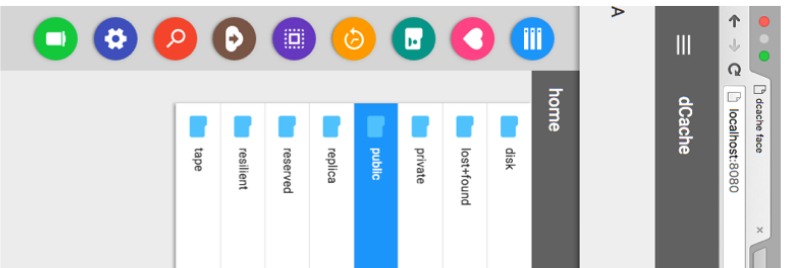 dcache face
×
localhost:8080
dCache
A
home
disk
lost+found
private
public
replica
reserved
resilient
tape